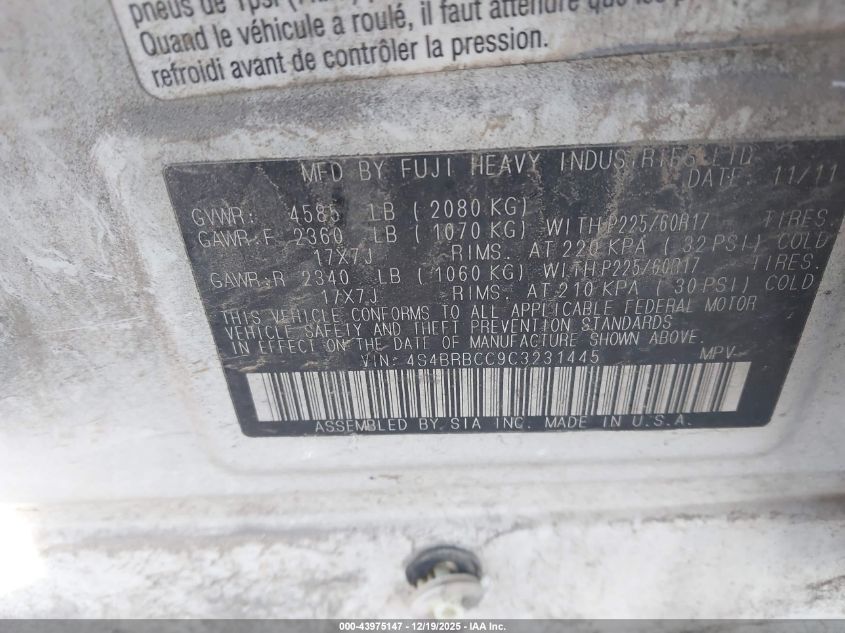 pneus de 1psi
Quand le véhicule a roulé, il faut attendre que les
refroidi avant de contrôler la pression.
MFD BY FUJI HEAVY INDUSTRIES LTD
DATE: 11/11
GVWR: 4585 LB ( 2080 KG)
GAWR:F 2360 LB ( 1070 KG) WITH P225/60R17 TIRES.
17X7J RIMS. AT 220 KPA ( 32 PSI) COLD
GAWR:R 2340 LB ( 1060 KG) WITH P225/60R17 TIRES.
17X7J RIMS. AT 210 KPA ( 30 PSI) COLD
THIS VEHICLE CONFORMS TO ALL APPLICABLE FEDERAL MOTOR
VEHICLE SAFETY AND THEFT PREVENTION STANDARDS
IN EFFECT ON THE DATE OF MANUFACTURE SHOWN ABOVE.
VIN: 4S4BRBCC9C3231445 MPV
ASSEMBLED BY SIA INC. MADE IN U.S.A.
000-43975147 - 12/19/2025 - IAA Inc.